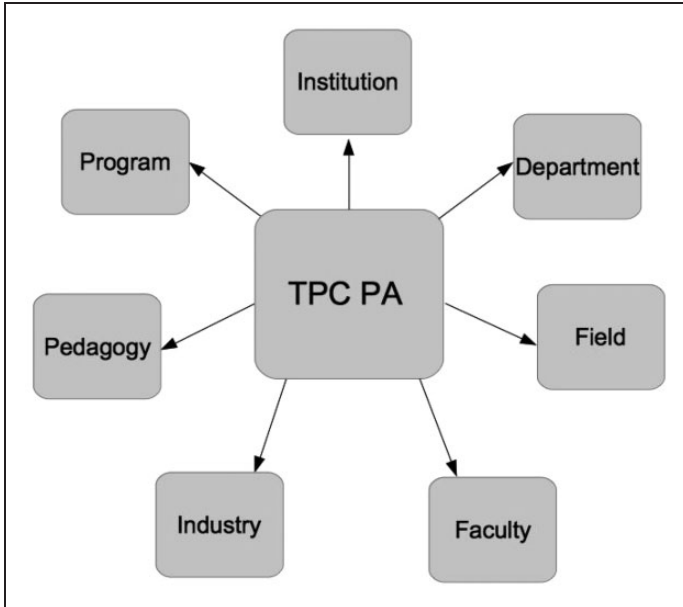 Institution
Program
Department
TPC PA
Field
Pedagogy
Industry
Faculty